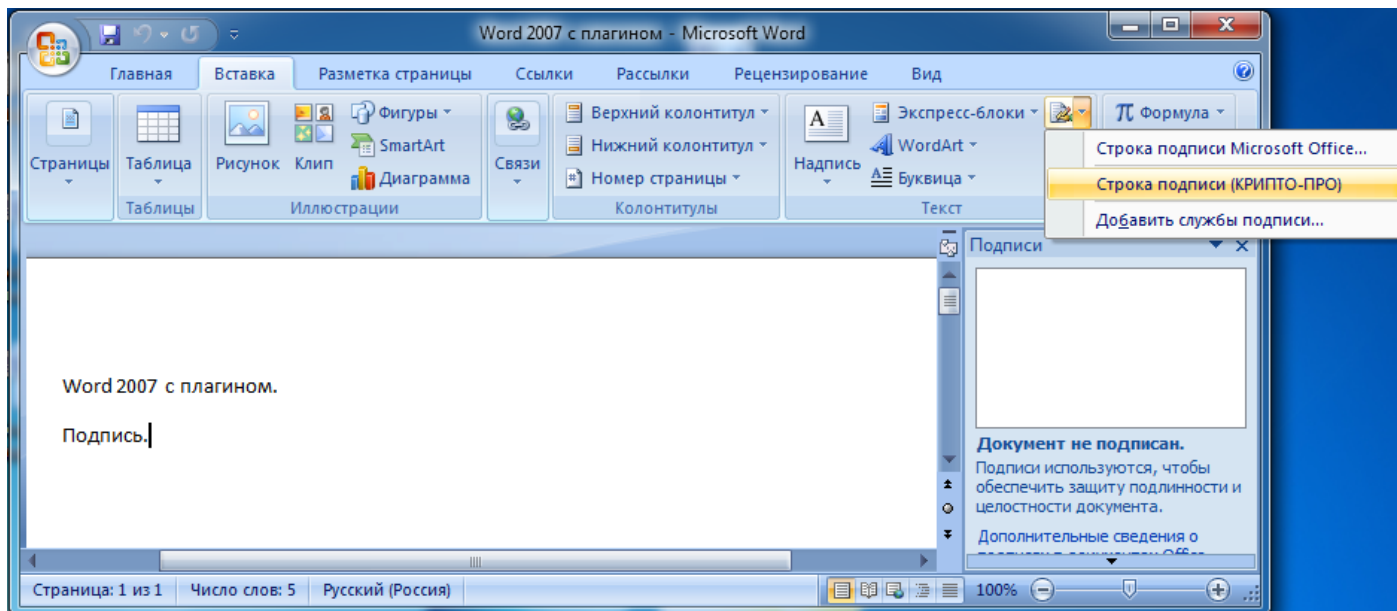 Word 2007 с плагином - Microsoft Word
Главная Вставка Разметка страницы Ссылки Рассылки Рецензирование Вид
Страницы
Таблица
Таблицы
Рисунок
Клип
Фигуры
SmartArt
Диаграмма
Иллюстрации
Связи
Верхний колонтитул
Нижний колонтитул
Номер страницы
Колонтитулы
A
Надпись
Экспресс-блоки
WordArt
Буквица
Текст
π Формула
Строка подписи Microsoft Office...
Строка подписи (КРИПТО-ПРО)
Добавить службы подписи...
Word 2007 с плагином.
Подпись.
Подписи
Документ не подписан.
Подписи используются, чтобы
обеспечить защиту подлинности и
целостности документа.
Дополнительные сведения о
Страница: 1 из 1 Число слов: 5 Русский (Россия) 100%